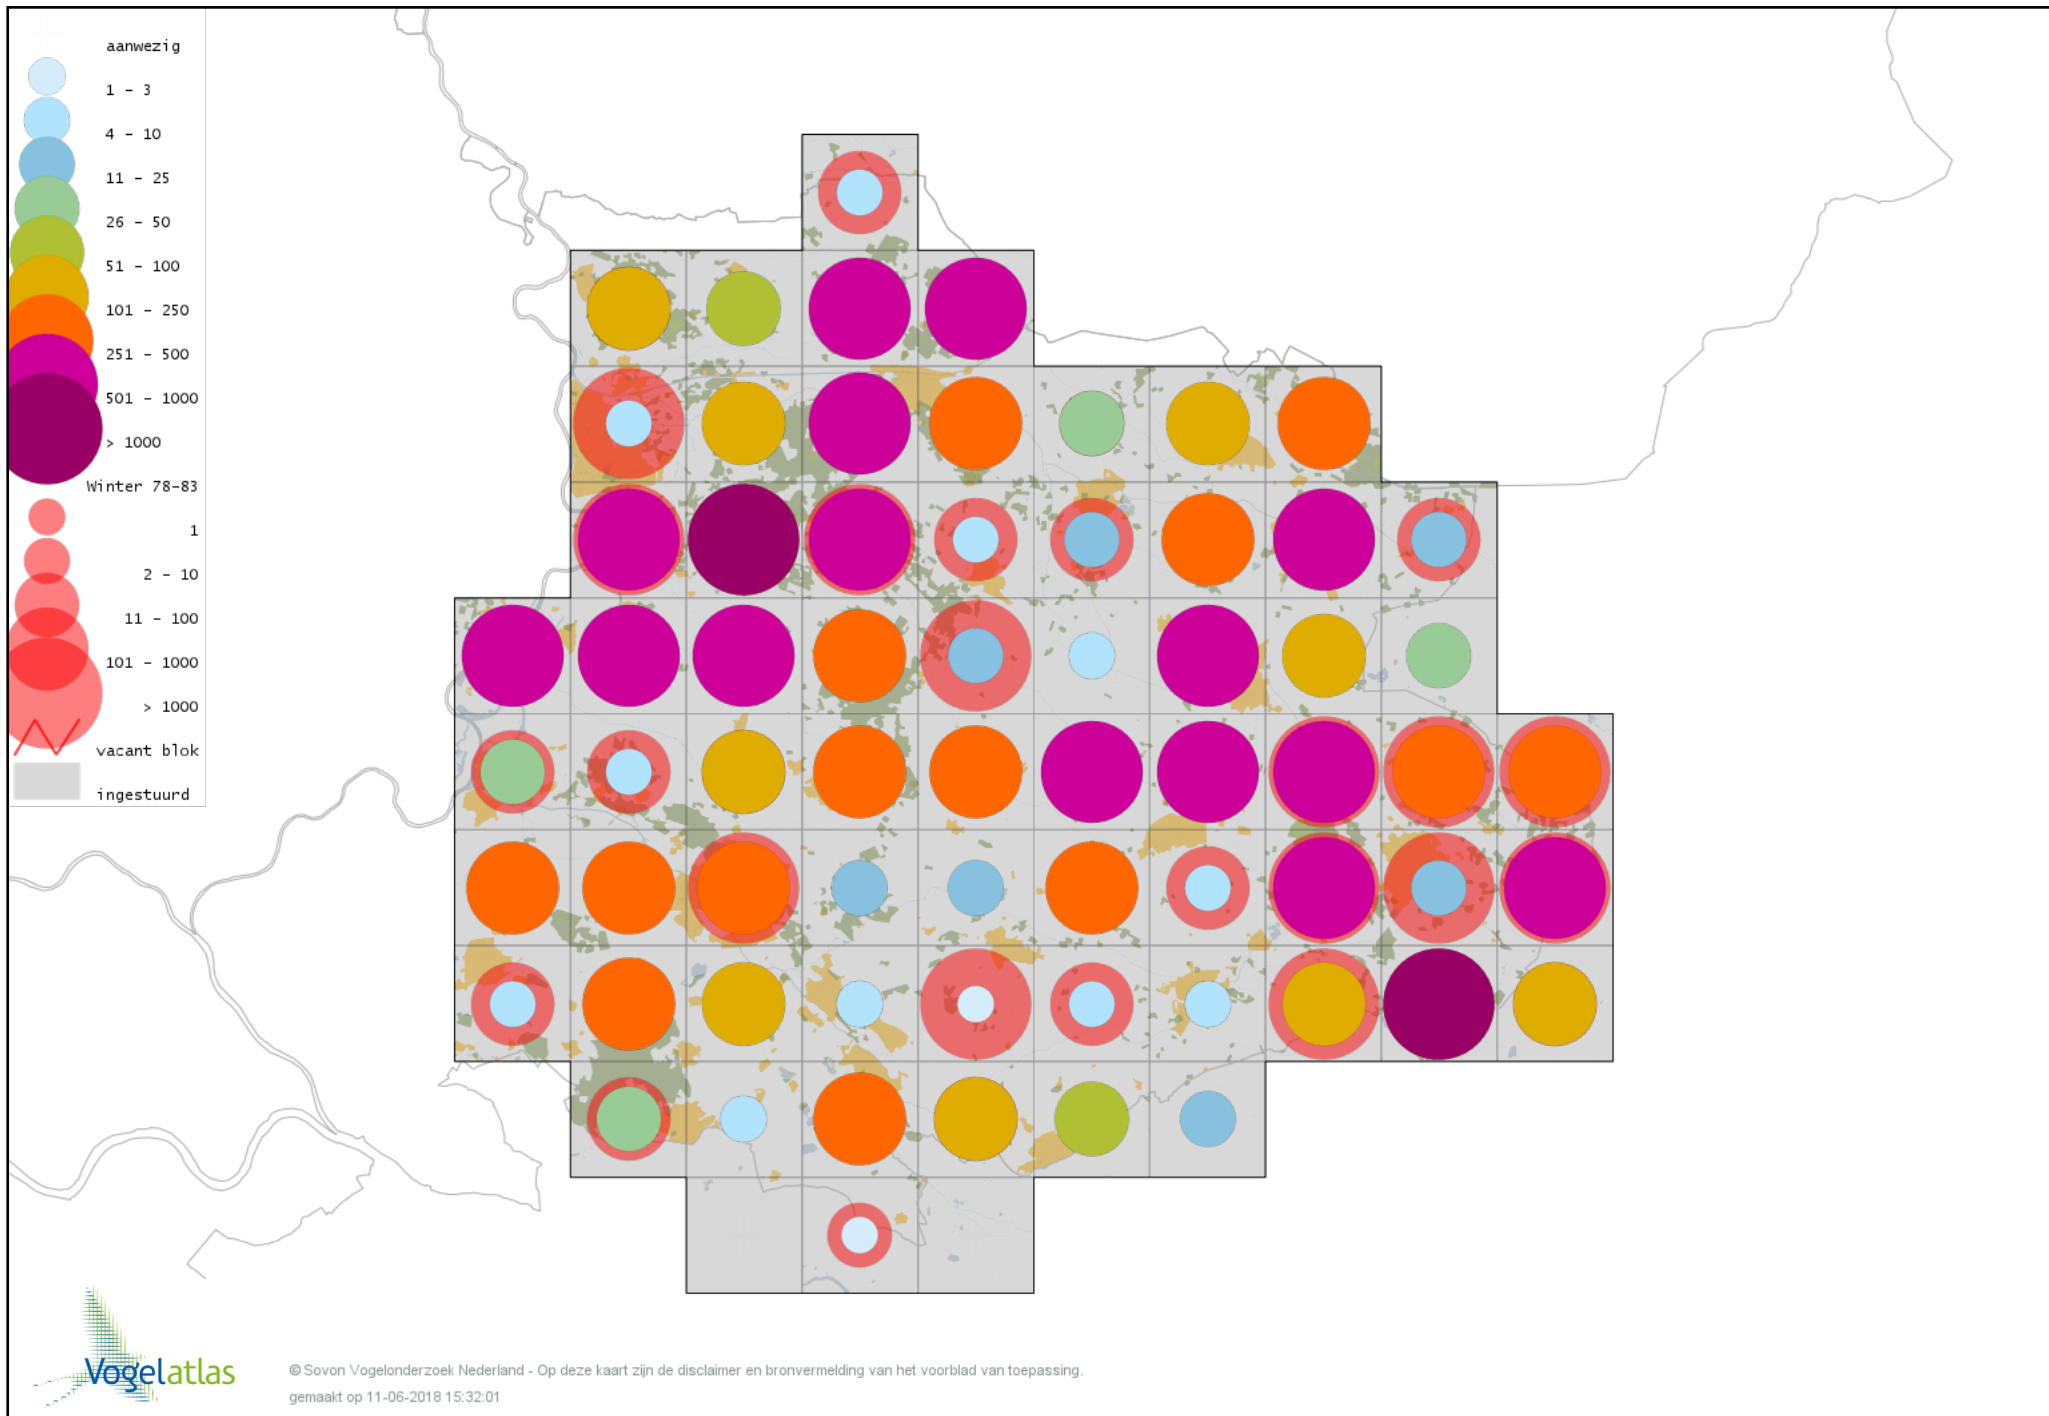 aanwezig
1 - 3
4 - 10
11 - 25
26 - 50
51 - 100
101 - 250
251 - 500
501 - 1000
> 1000
Winter 78-83
1
2 - 10
11 - 100
101 - 1000
> 1000
vacant blok
ingestuurd
Vogelatlas
© Sovon Vogelonderzoek Nederland - Op deze kaart zijn de disclaimer en bronvermelding van het voorblad van toepassing.
gemaakt op 11-06-2018 15:32:01